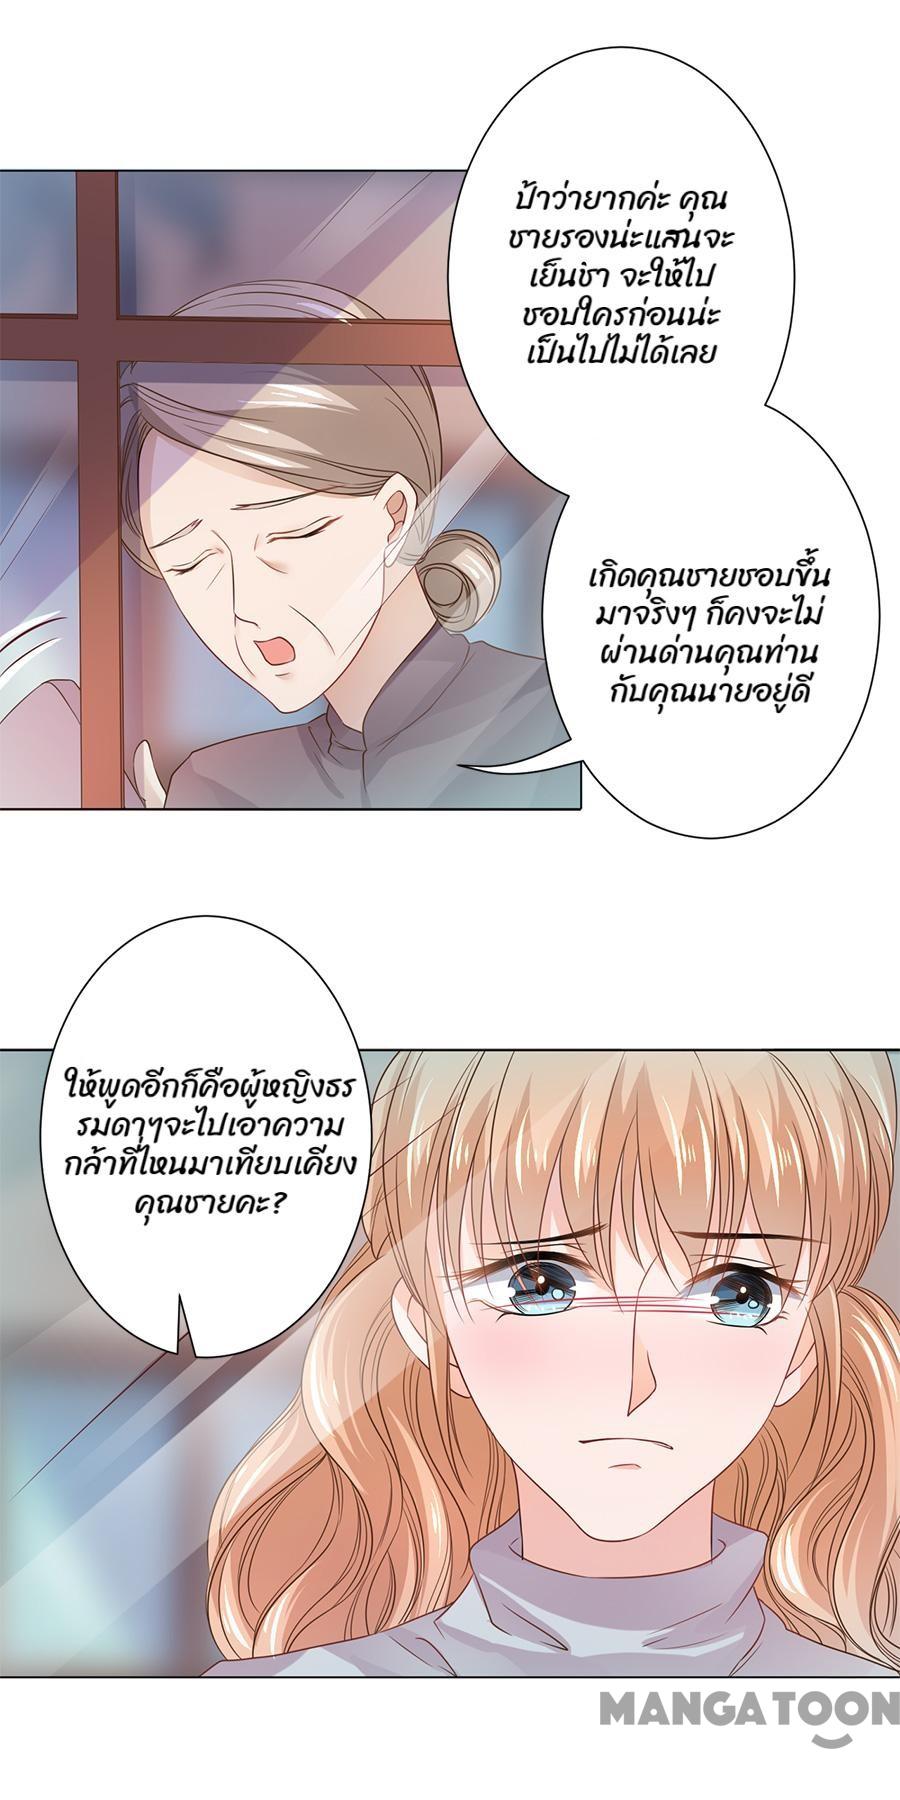 ป้าว่ายากค่ะ คุณ
ชายรองน่ะแสนจะ
เย็นชา จะให้ไป
ชอบใครก่อนน่ะ
เป็นไปไม่ได้เลย
เกิดคุณชายชอบขึ้น
มาจริงๆ ก็คงจะไม่
ผ่านด่านคุณท่าน
กับคุณนายอยู่ดี
ให้พูดอีกก็คือผู้หญิงธร
รมดาๆจะไปเอาความ
กล้าที่ไหนมาเทียบเคียง
คุณชายคะ?
MANGATOON